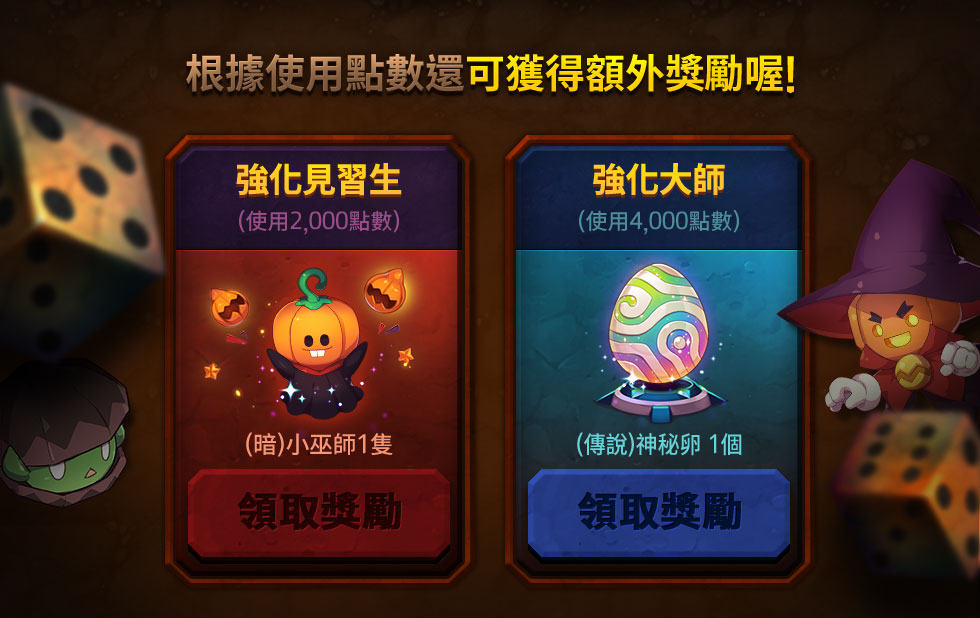 根據使用點數還可獲得額外獎勵喔!
強化見習生
(使用2,000點數)
(暗)小巫師1隻
領取獎勵
強化大師
(使用4,000點數)
(傳說)神秘卵 1個
領取獎勵